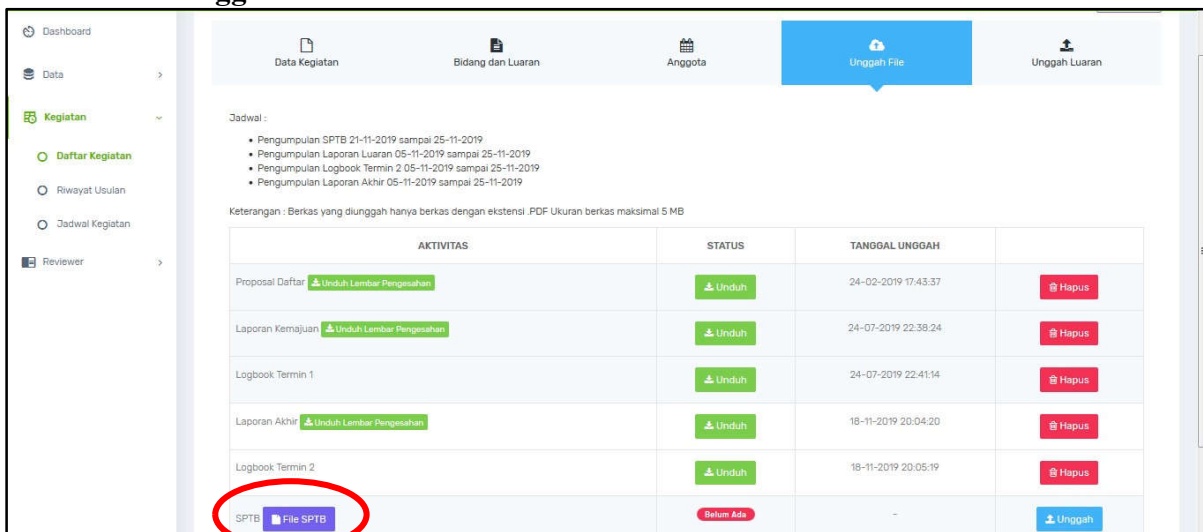 Dashboard
Data
Kegiatan
Daftar Kegiatan
Riwayat Usulan
Jadwal Kegiatan
Reviewer
Data Kegiatan
Bidang dan Luaran
Anggota
Unggah File
Unggah Luaran
Jadwal :
• Pengumpulan SPTB 21-11-2019 sampai 25-11-2019
• Pengumpulan Laporan Luaran 05-11-2019 sampai 25-11-2019
• Pengumpulan Logbook Termin 2 05-11-2019 sampai 25-11-2019
• Pengumpulan Laporan Akhir 05-11-2019 sampai 25-11-2019
Keterangan : Berkas yang diunggah hanya berkas dengan ekstensi .PDF Ukuran berkas maksimal 5 MB
AKTIVITAS STATUS TANGGAL UNGGAH
Proposal Daftar Unduh Lembar Pengesahan Unduh 24-02-2019 17:43:37 Hapus
Laporan Kemajuan Unduh Lembar Pengesahan Unduh 24-07-2019 22:38:24 Hapus
Logbook Termin 1 Unduh 24-07-2019 22:41:14 Hapus
Laporan Akhir Unduh Lembar Pengesahan Unduh 18-11-2019 20:04:20 Hapus
Logbook Termin 2 Unduh 18-11-2019 20:05:19 Hapus
SPTB File SPTB Belum Ada - Unggah